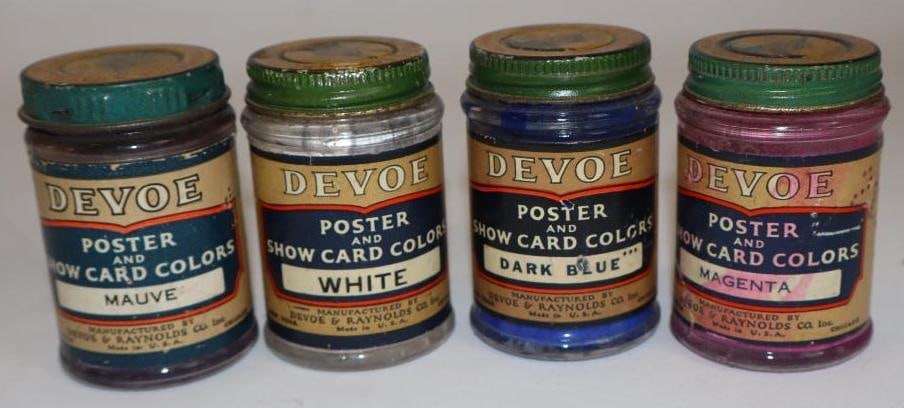 DEVOE
POSTER
AND
SHOW CARD COLORS
MAUVE
MANUFACTURED BY
DEVOE & RAYNOLDS CO. Inc.
Made in U.S.A.
DEVOE
POSTER
AND
SHOW CARD COLORS
WHITE
MANUFACTURED BY
DEVOE & RAYNOLDS CO. Inc.
Made in U.S.A.
DEVOE
POSTER
AND
SHOW CARD COLORS
DARK BLUE***
MANUFACTURED BY
DEVOE & RAYNOLDS CO. Inc.
Made in U.S.A.
DEVOE
POSTER
AND
HOW CARD COLORS
MAGENTA
MANUFACTURED BY
DEVOE & RAYNOLDS CO. Inc.
CHICAGO
Made in U.S.A.